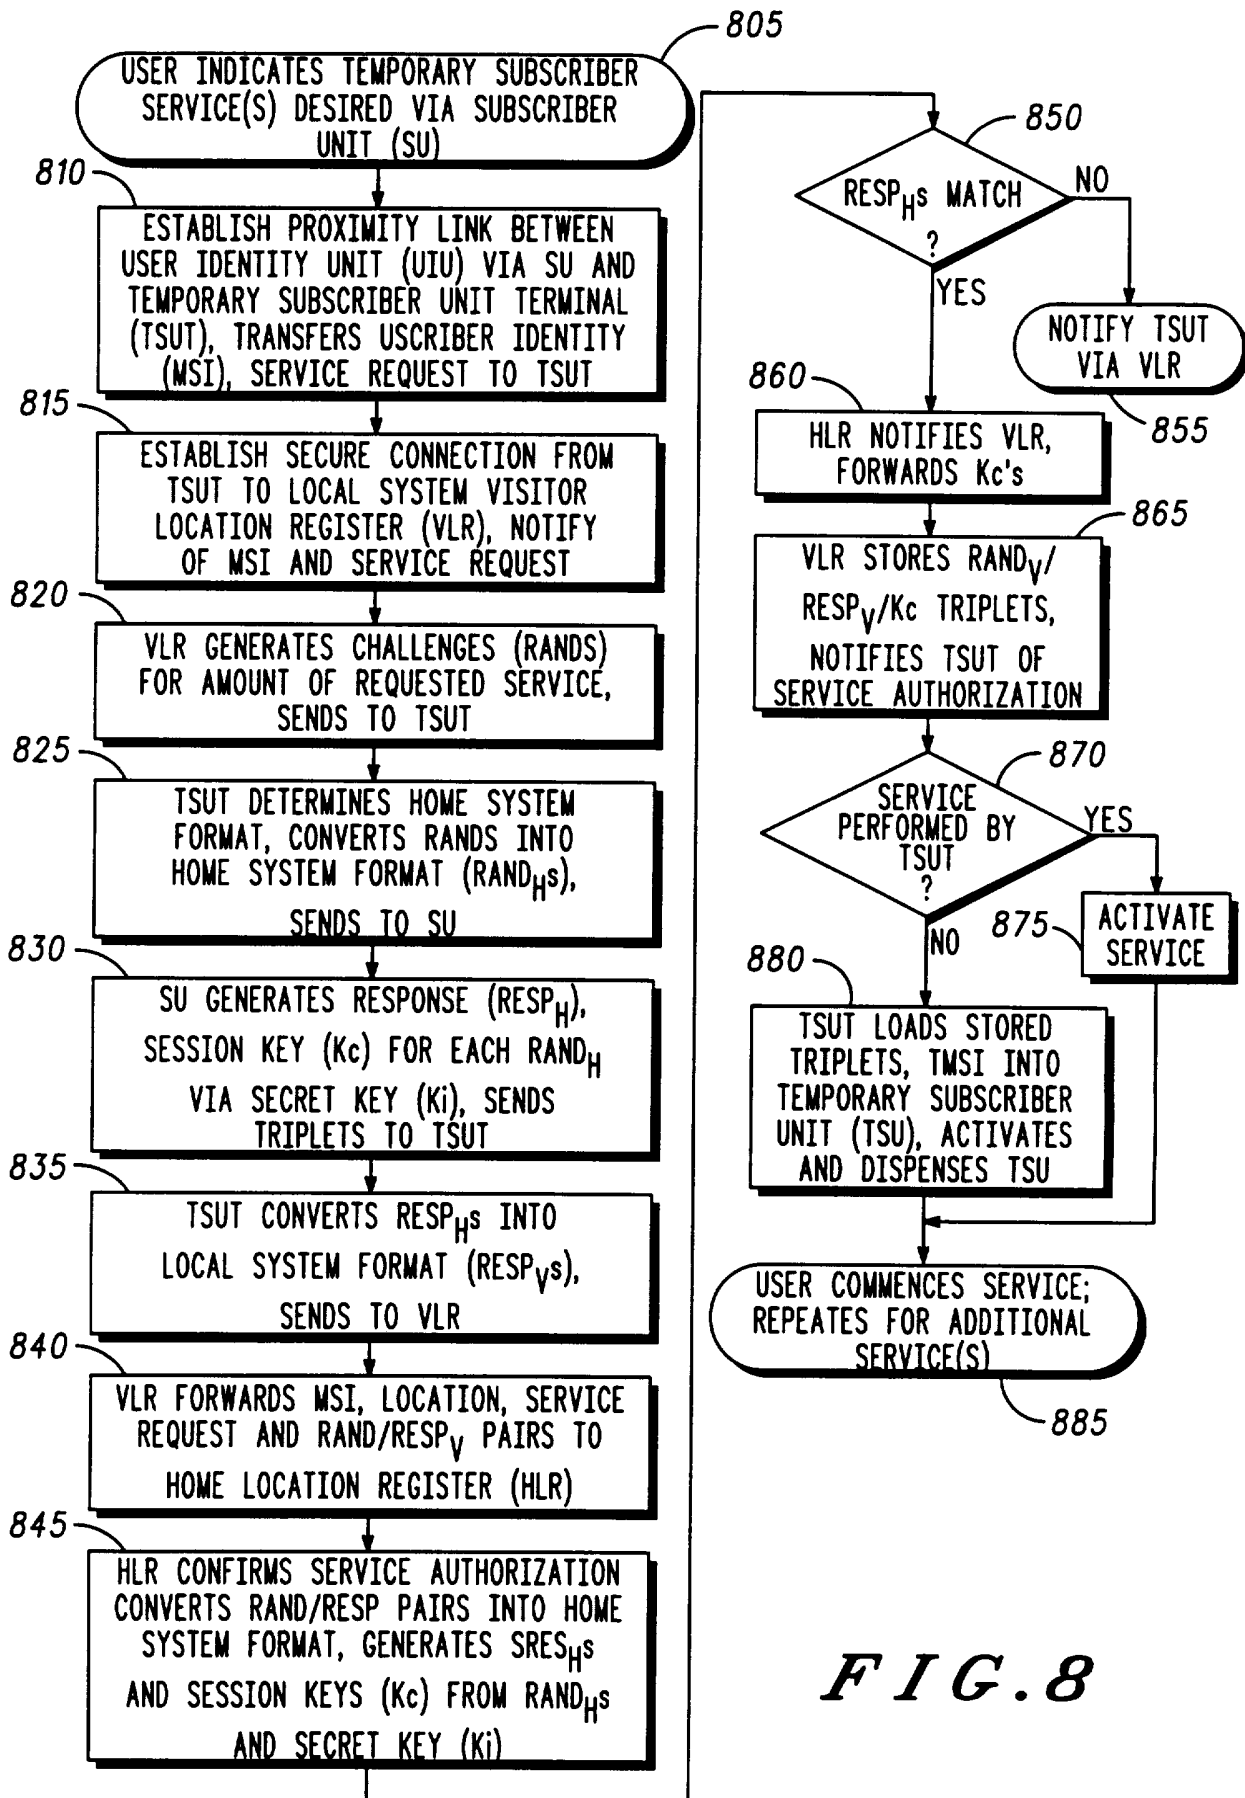 805
USER INDICATES TEMPORARY SUBSCRIBER
SERVICE(S) DESIRED VIA SUBSCRIBER
UNIT (SU)
810
ESTABLISH PROXIMITY LINK BETWEEN
USER IDENTITY UNIT (UIU) VIA SU AND
TEMPORARY SUBSCRIBER UNIT TERMINAL
(TSUT), TRANSFERS USCRIBER IDENTITY
(MSI), SERVICE REQUEST TO TSUT
815
ESTABLISH SECURE CONNECTION FROM
TSUT TO LOCAL SYSTEM VISITOR
LOCATION REGISTER (VLR), NOTIFY
OF MSI AND SERVICE REQUEST
820
VLR GENERATES CHALLENGES (RANDS)
FOR AMOUNT OF REQUESTED SERVICE,
SENDS TO TSUT
825
TSUT DETERMINES HOME SYSTEM
FORMAT, CONVERTS RANDS INTO
HOME SYSTEM FORMAT (RANDHS),
SENDS TO SU
830
SU GENERATES RESPONSE (RESPH),
SESSION KEY (Kc) FOR EACH RANDH
VIA SECRET KEY (Ki), SENDS
TRIPLETS TO TSUT
835
TSUT CONVERTS RESPHS INTO
LOCAL SYSTEM FORMAT (RESPVS),
SENDS TO VLR
840
VLR FORWARDS MSI, LOCATION, SERVICE
REQUEST AND RAND/RESPV PAIRS TO
HOME LOCATION REGISTER (HLR)
845
HLR CONFIRMS SERVICE AUTHORIZATION
CONVERTS RAND/RESP PAIRS INTO HOME
SYSTEM FORMAT, GENERATES SRESHS
AND SESSION KEYS (Kc) FROM RANDHS
AND SECRET KEY (Ki)
850
RESPHS MATCH
?
NO
YES
NOTIFY TSUT
VIA VLR
855
860
HLR NOTIFIES VLR,
FORWARDS Kc'S
865
VLR STORES RANDV/
RESPV/Kc TRIPLETS,
NOTIFIES TSUT OF
SERVICE AUTHORIZATION
870
SERVICE
PERFORMED BY
TSUT
?
YES
NO
875
ACTIVATE
SERVICE
880
TSUT LOADS STORED
TRIPLETS, TMSI INTO
TEMPORARY SUBSCRIBER
UNIT (TSU), ACTIVATES
AND DISPENSES TSU
USER COMMENCES SERVICE;
REPEATES FOR ADDITIONAL
SERVICE(S)
885
FIG.8